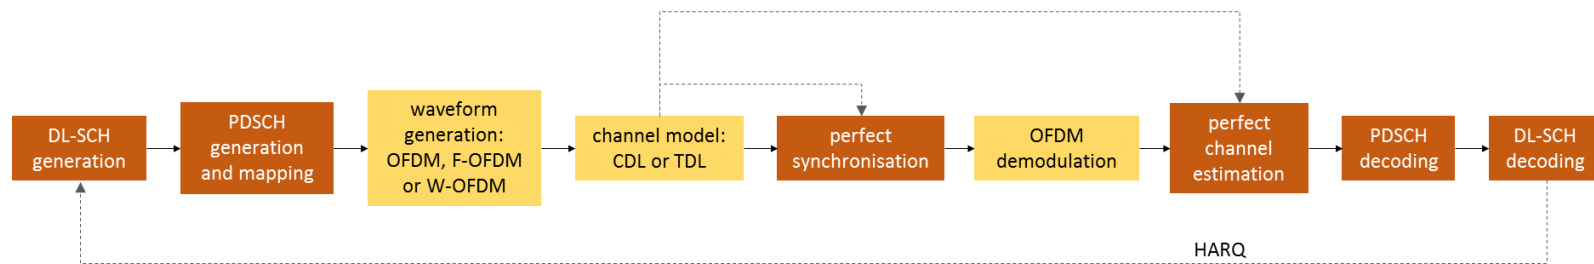 DL-SCH
generation
PDSCH
generation
and mapping
waveform
generation:
OFDM, F-OFDM
or W-OFDM
channel model:
CDL or TDL
perfect
synchronisation
OFDM
demodulation
perfect
channel
estimation
PDSCH
decoding
DL-SCH
decoding
HARQ